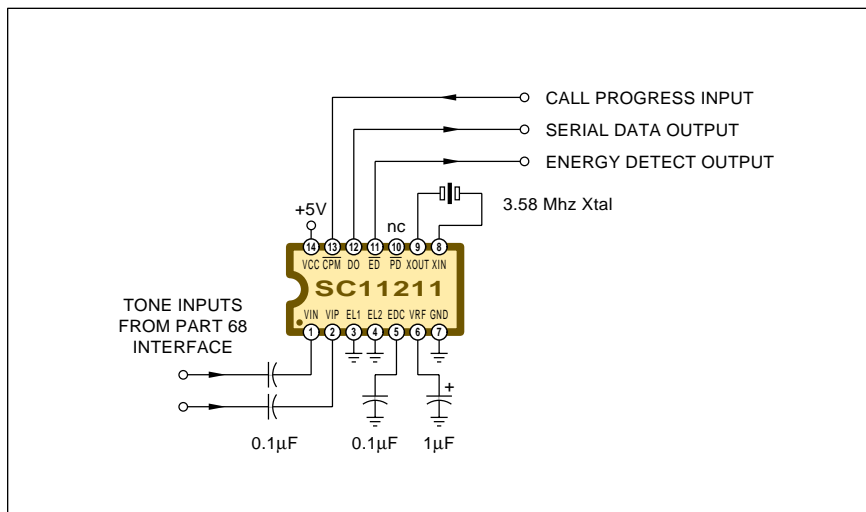 CALL PROGRESS INPUT
SERIAL DATA OUTPUT
ENERGY DETECT OUTPUT
3.58 Mhz Xtal
+5V
nc
14 13 12 11 10 9 8
VCC CPM DO ED PD XOUT XIN
SC11211
VIN VIP EL1 EL2 EDC VRF GND
1 2 3 4 5 6 7
TONE INPUTS
FROM PART 68
INTERFACE
+
0.1µF 0.1µF 1µF